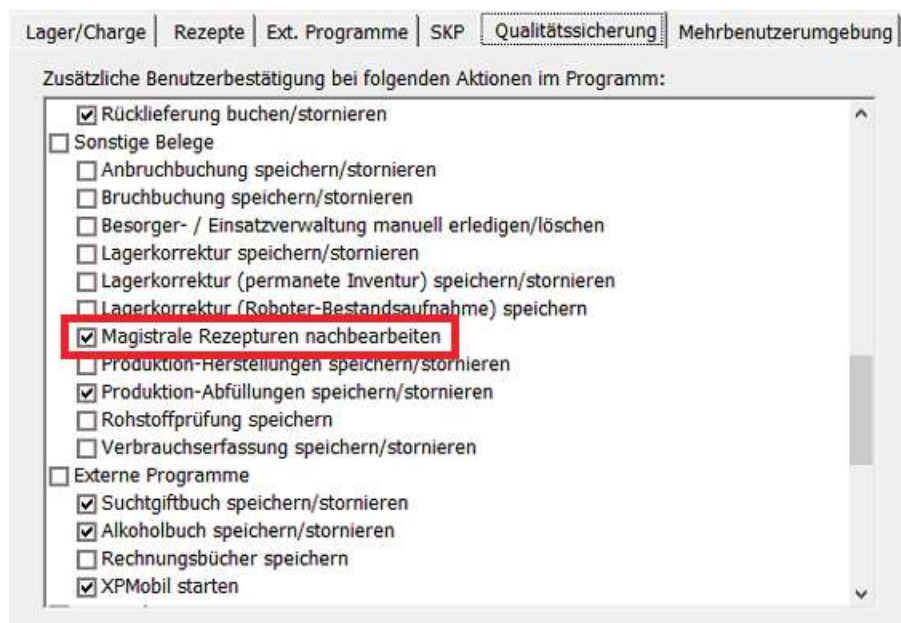 Lager/Charge Rezepte Ext. Programme SKP Qualitätssicherung Mehrbenutzerumgebung
Zusätzliche Benutzerbestätigung bei folgenden Aktionen im Programm:
Rücklieferung buchen/stornieren
Sonstige Belege
Anbruchbuchung speichern/stornieren
Bruchbuchung speichern/stornieren
Besorger- / Einsatzverwaltung manuell erledigen/löschen
Lagerkorrektur speichern/stornieren
Lagerkorrektur (permanete Inventur) speichern/stornieren
Lagerkorrektur (Roboter-Bestandsaufnahme) speichern
Magistrale Rezepturen nachbearbeiten
Produktion-Herstellungen speichern/stornieren
Produktion-Abfüllungen speichern/stornieren
Rohstoffprüfung speichern
Verbrauchserfassung speichern/stornieren
Externe Programme
Suchtgiftbuch speichern/stornieren
Alkoholbuch speichern/stornieren
Rechnungsbücher speichern
XPMobil starten